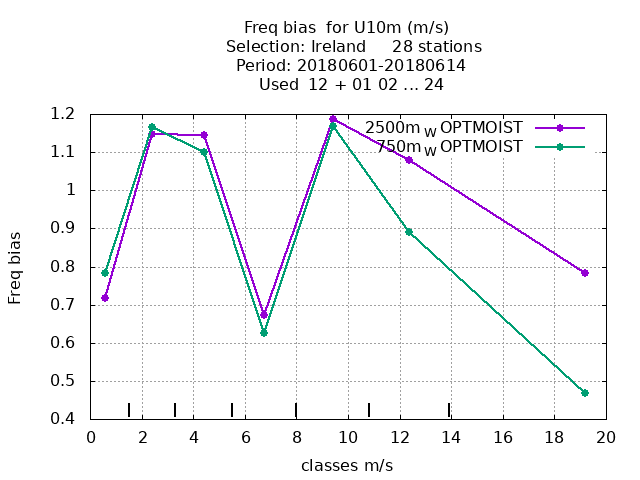 Freq bias  for U10m (m/s)
Selection: Ireland     28 stations
Period: 20180601-20180614
Used  12 + 01 02 ... 24
2500m W OPTMOIST
750m W OPTMOIST
1.2
1.1
1
0.9
0.8
0.7
0.6
0.5
0.4
Freq bias
0 2 4 6 8 10 12 14 16 18 20
classes m/s